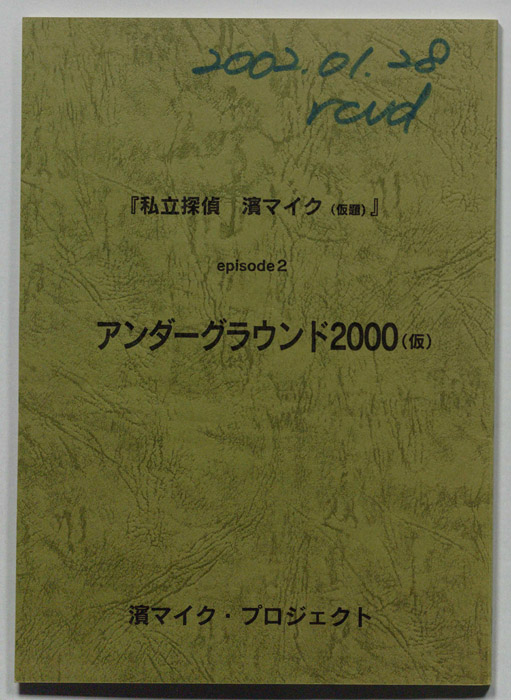 2002.01.28
rcvd
『私立探偵　濱マイク（仮題）』
episode２
アンダーグラウンド2000（仮）
濱マイク・プロジェクト